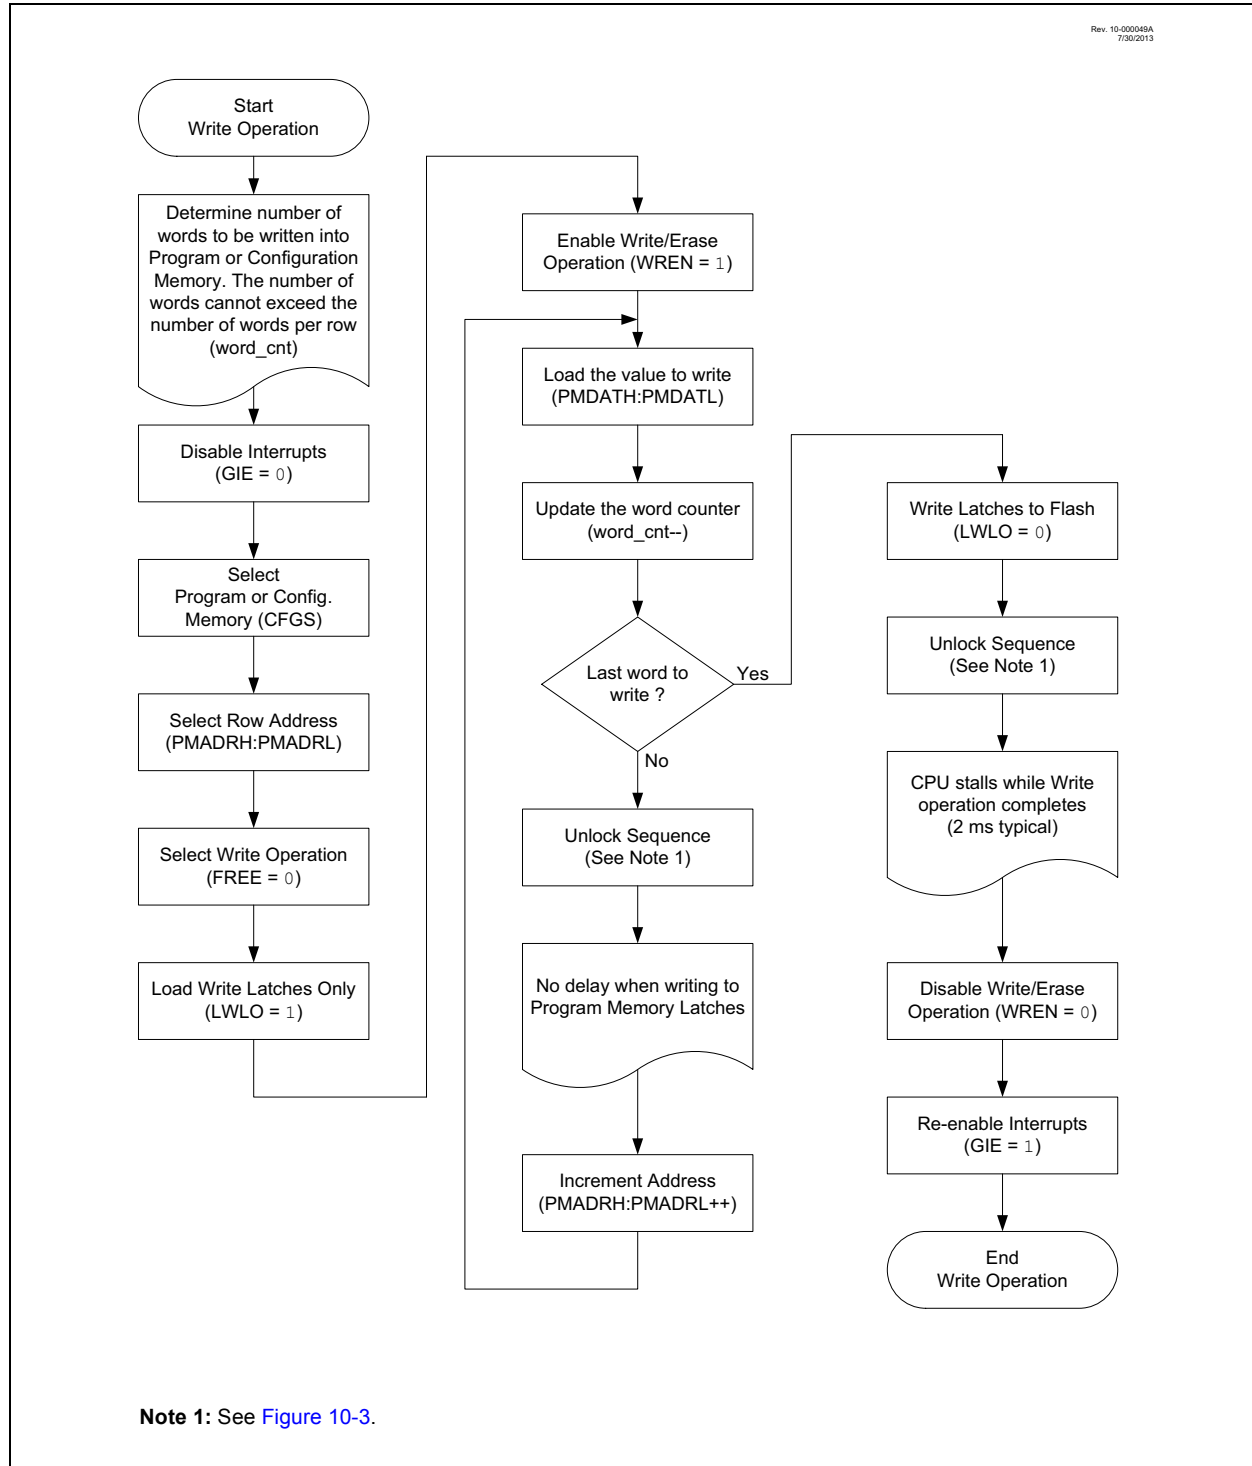 Rev. 10-000049A
7/30/2013
Start
Write Operation
Determine number of
words to be written into
Program or Configuration
Memory. The number of
words cannot exceed the
number of words per row
(word_cnt)
Disable Interrupts
(GIE = 0)
Select
Program or Config.
Memory (CFGS)
Select Row Address
(PMADRH:PMADRL)
Select Write Operation
(FREE = 0)
Load Write Latches Only
(LWLO = 1)
Enable Write/Erase
Operation (WREN = 1)
Load the value to write
(PMDATH:PMDATL)
Update the word counter
(word_cnt--)
Last word to
write ?
Yes
No
Unlock Sequence
(See Note 1)
No delay when writing to
Program Memory Latches
Increment Address
(PMADRH:PMADRL++)
Write Latches to Flash
(LWLO = 0)
Unlock Sequence
(See Note 1)
CPU stalls while Write
operation completes
(2 ms typical)
Disable Write/Erase
Operation (WREN = 0)
Re-enable Interrupts
(GIE = 1)
End
Write Operation
Note 1: See Figure 10-3.